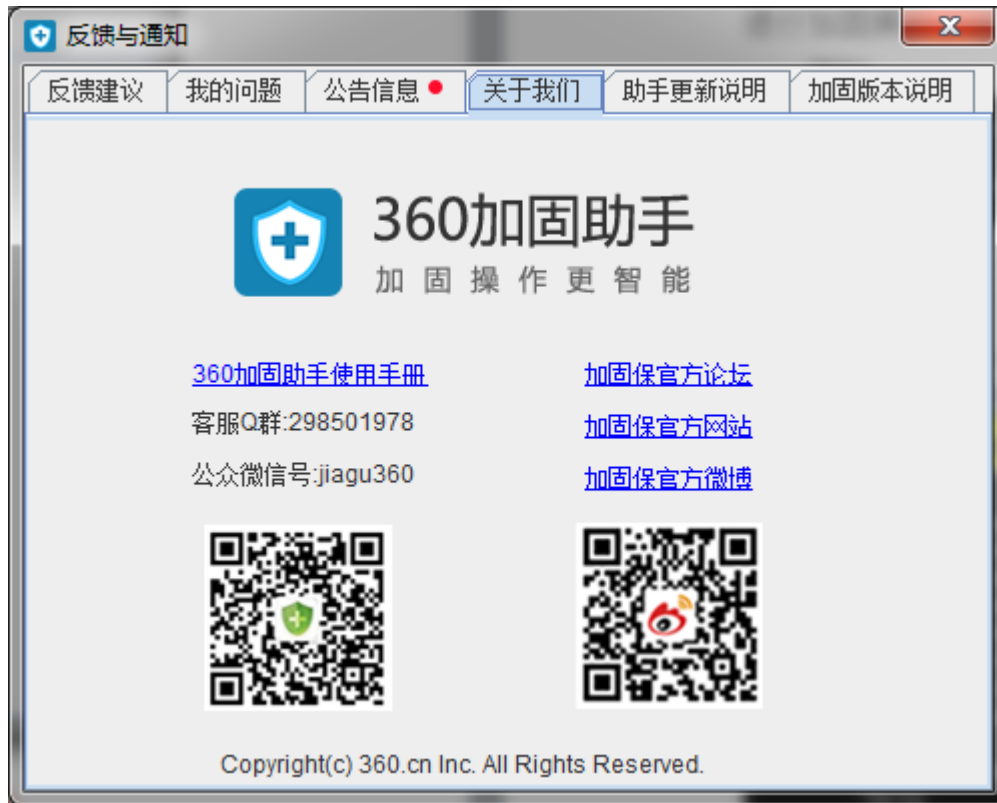 反馈与通知
反馈建议 我的问题 公告信息 关于我们 助手更新说明 加固版本说明
360加固助手
加固操作更智能
360加固助手使用手册 加固保官方论坛
客服Q群:298501978 加固保官方网站
公众微信号:jiagu360 加固保官方微博
Copyright(c) 360.cn Inc. All Rights Reserved.